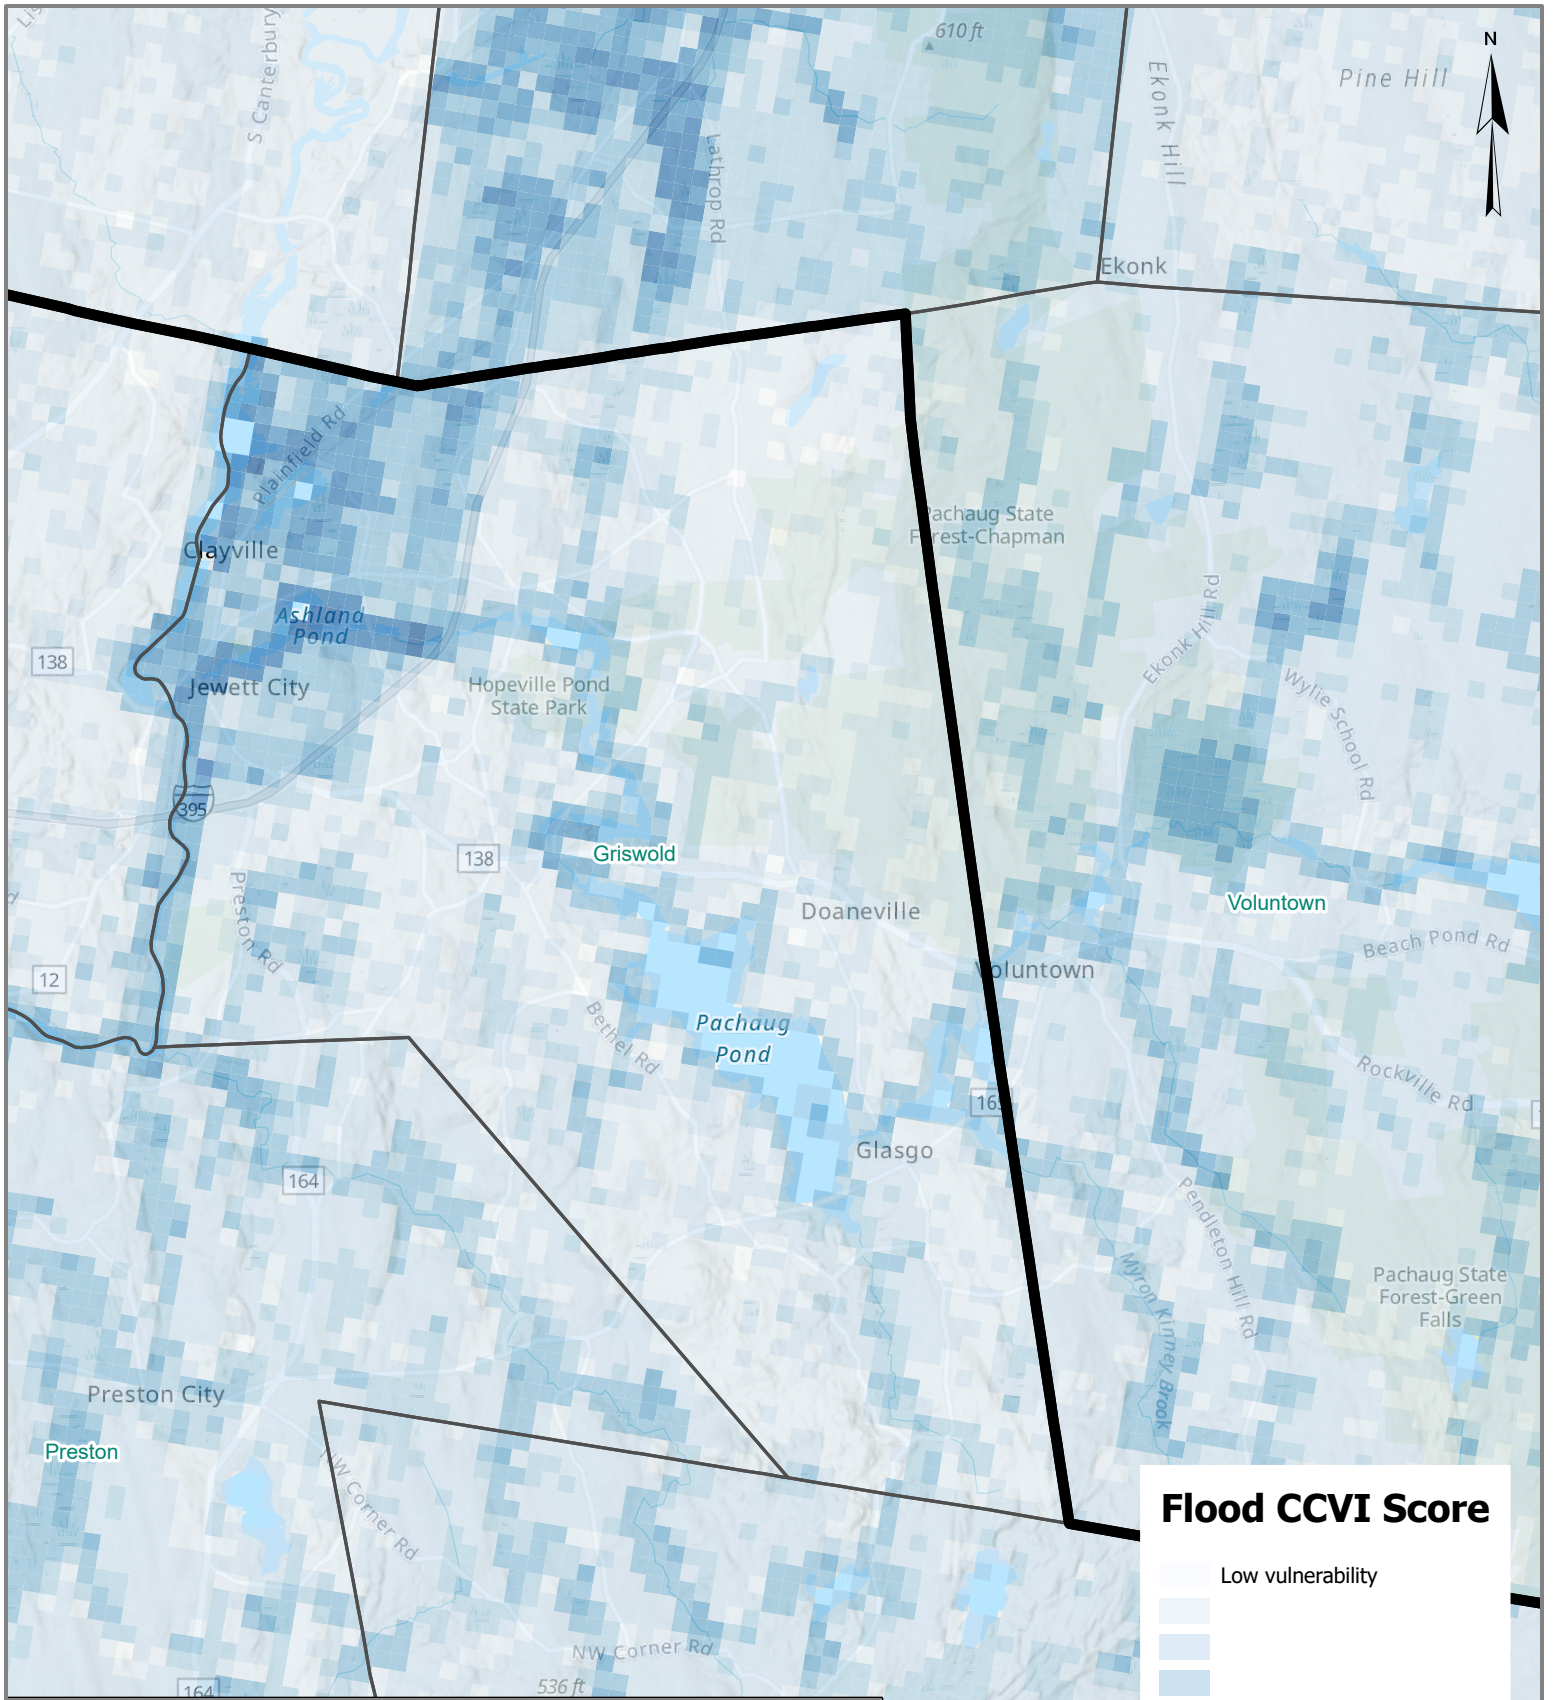 610 ft
N
Pine Hill
S Canterbury
Ekonk Hill
Lathrop Rd
Ekonk
Plainfield Rd
Pachaug State
Forest-Chapman
Clayville
Ashland
Pond
Ekonk Hill Rd
138
Jewett City
Hopeville Pond
State Park
Wylie School Rd
395
138
Griswold
Preston Rd
Doaneville
Voluntown
Beach Pond Rd
12
Voluntown
Bethel Rd
Pachaug
Pond
Rockville Rd
165
Glasgo
164
Pendleton Hill Rd
Myron Kinney Brook
Pachaug State
Forest-Green
Falls
Preston City
Preston
NW Corner Rd
Flood CCVI Score
Low vulnerability
NW Corner Rd
536 ft
164